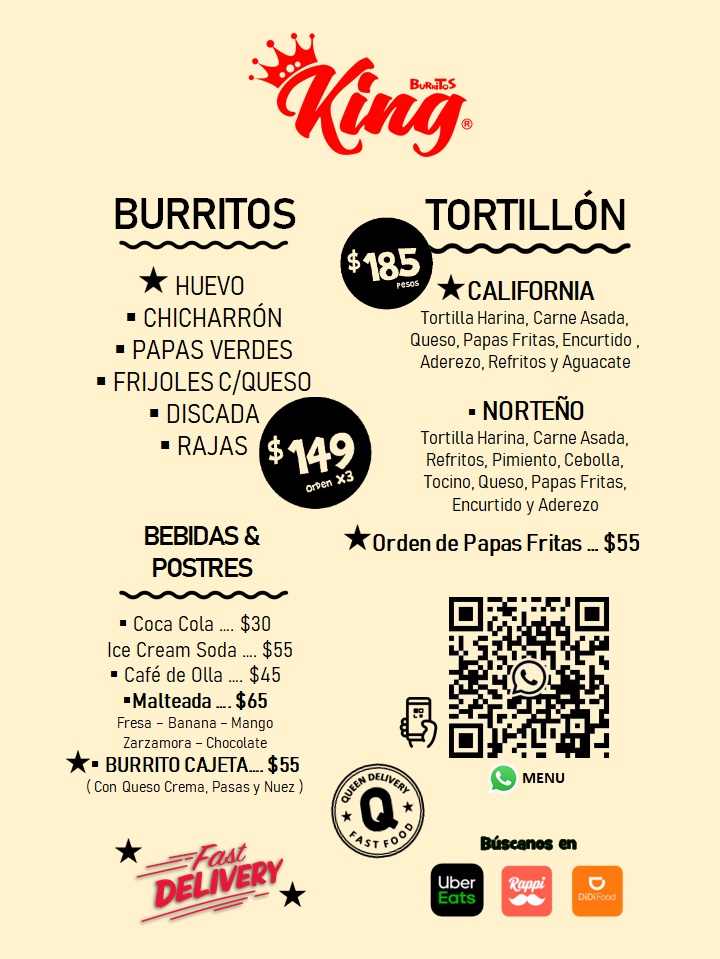 King
BURRITOS
®
BURRITOS
★ HUEVO
▪ CHICHARRÓN
▪ PAPAS VERDES
▪ FRIJOLES C/QUESO
▪ DISCADA
▪ RAJAS
$149
orden x3
TORTILLÓN
$185
pesos
★ CALIFORNIA
Tortilla Harina, Carne Asada,
Queso, Papas Fritas, Encurtido ,
Aderezo, Refritos y Aguacate
▪ NORTEÑO
Tortilla Harina, Carne Asada,
Refritos, Pimiento, Cebolla,
Tocino, Queso, Papas Fritas,
Encurtido y Aderezo
★Orden de Papas Fritas ... $55
BEBIDAS &
POSTRES
▪ Coca Cola .... $30
Ice Cream Soda .... $55
▪ Café de Olla .... $45
▪Malteada .... $65
Fresa – Banana – Mango
Zarzamora – Chocolate
★▪ BURRITO CAJETA.... $55
( Con Queso Crema, Pasas y Nuez )
MENU
QUEEN DELIVERY
Q
FAST FOOD
Fast
DELIVERY
Búscanos en
Uber
Eats
Rappi
DiDi Food